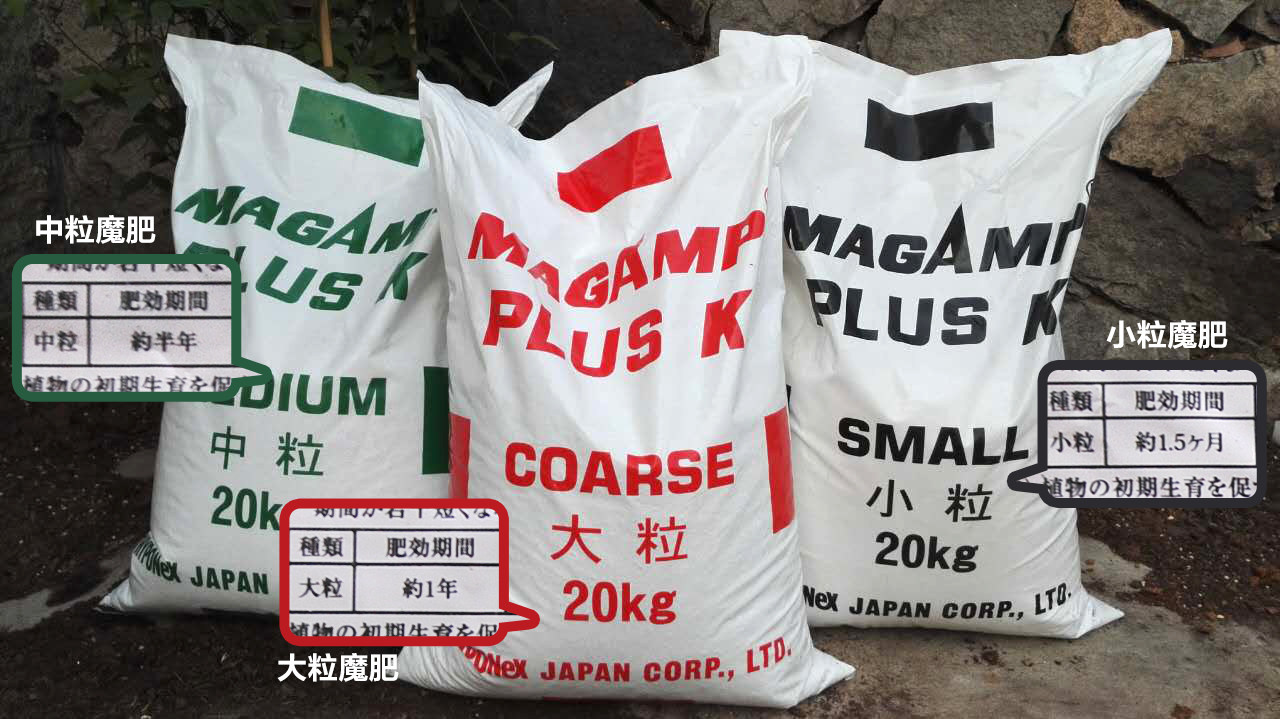 中粒魔肥
種類 肥効期間
中粒 約半年
植物の初期生育を促
MAGAM
PLUS K
DIUM
中粒
20k
JAPAN
MAGAMP
PLUS K
COARSE
大粒
20kg
JAPAN CORP., LTD.
種類 肥効期間
大粒 約1年
植物の初期生育を促
大粒魔肥
MAGAMP
PLUS K
SMALL
小粒
20kg
NeX JAPAN CORP., LTD.
小粒魔肥
種類 肥効期間
小粒 約1.5ヶ月
植物の初期生育を促